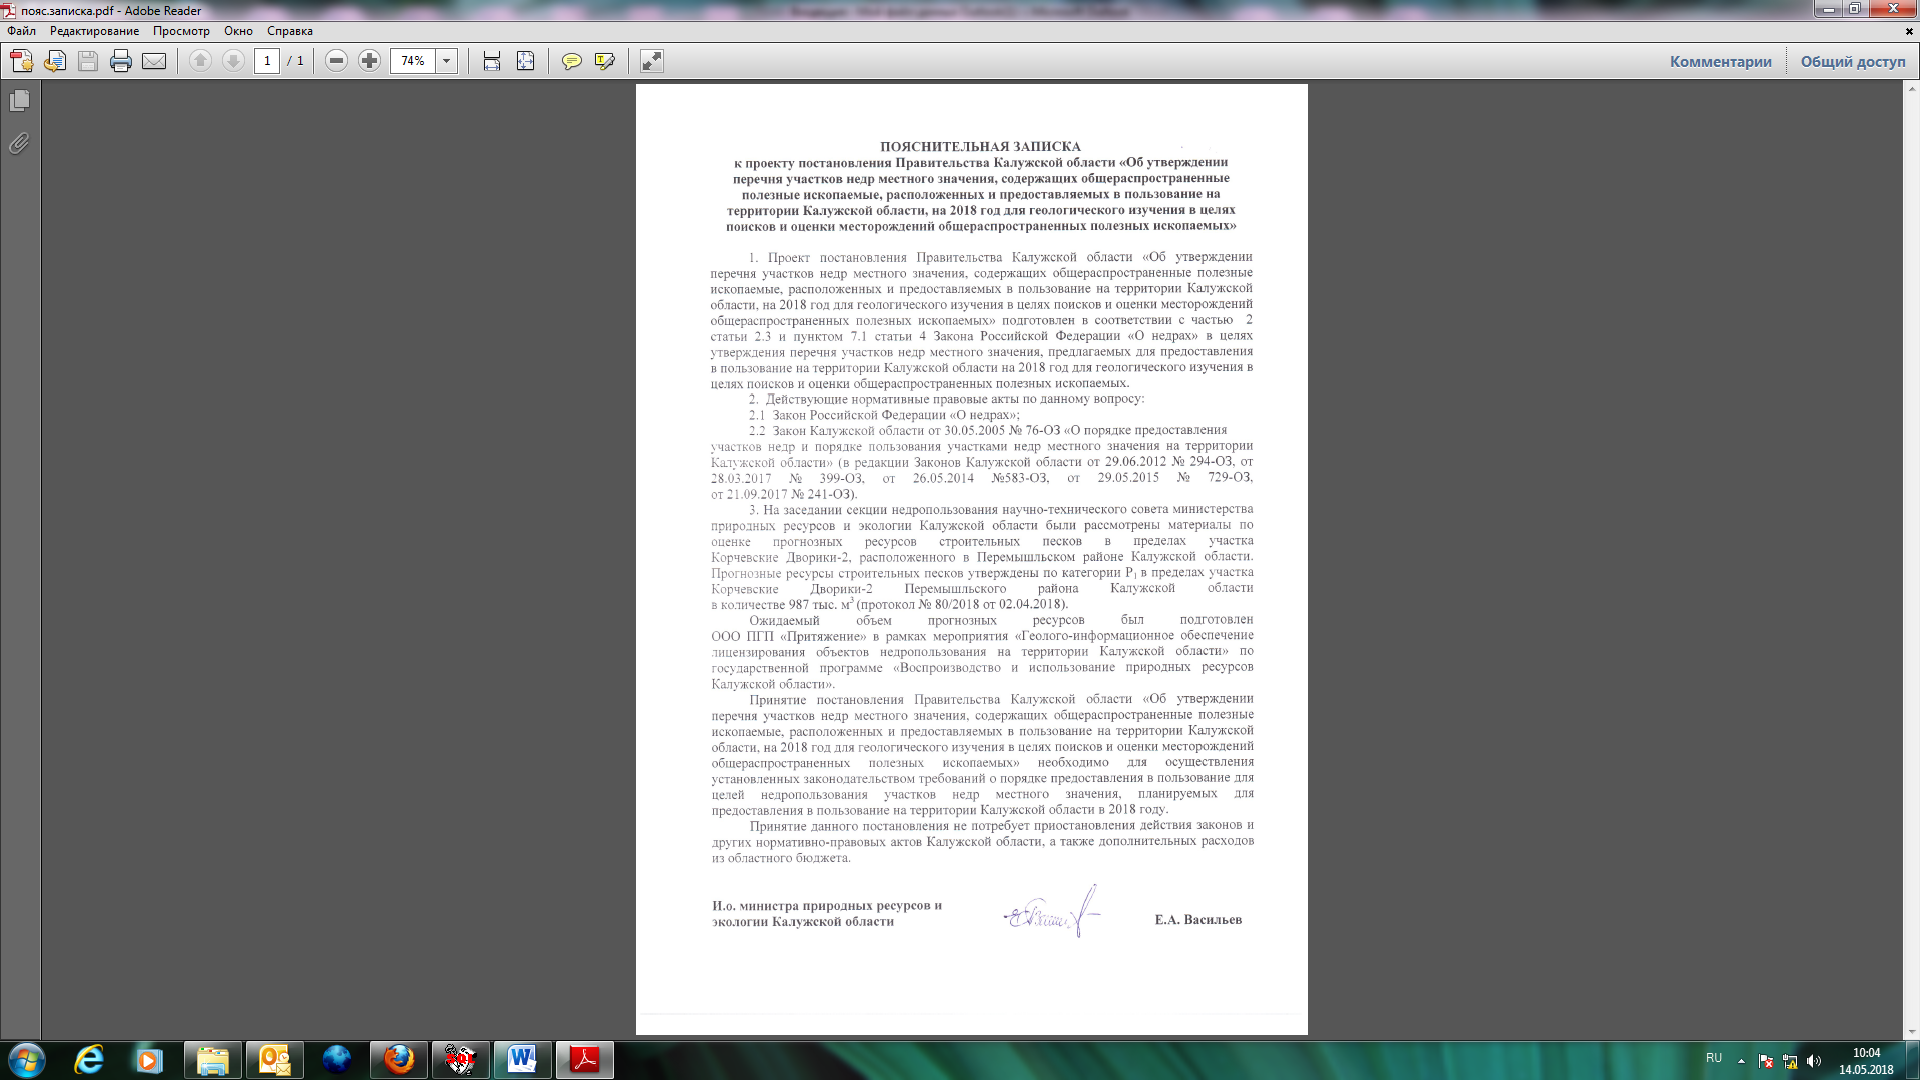 пояс.записка.pdf - Adobe Reader
Файл Редактирование Просмотр Окно Справка
1 / 1 74% Комментарии Общий доступ
ПОЯСНИТЕЛЬНАЯ ЗАПИСКА
к проекту постановления Правительства Калужской области «Об утверждении
перечня участков недр местного значения, содержащих общераспространенные
полезные ископаемые, расположенных и предоставляемых в пользование на
территории Калужской области, на 2018 год для геологического изучения в целях
поисков и оценки месторождений общераспространенных полезных ископаемых»
1. Проект постановления Правительства Калужской области «Об утверждении
перечня участков недр местного значения, содержащих общераспространенные полезные
ископаемые, расположенных и предоставляемых в пользование на территории Калужской
области, на 2018 год для геологического изучения в целях поисков и оценки месторождений
общераспространенных полезных ископаемых» подготовлен в соответствии с частью 2
статьи 2.3 и пунктом 7.1 статьи 4 Закона Российской Федерации «О недрах» в целях
утверждения перечня участков недр местного значения, предлагаемых для предоставления
в пользование на территории Калужской области на 2018 год для геологического изучения в
целях поисков и оценки общераспространенных полезных ископаемых.
2. Действующие нормативные правовые акты по данному вопросу:
2.1 Закон Российской Федерации «О недрах»;
2.2 Закон Калужской области от 30.05.2005 № 76-ОЗ «О порядке предоставления
участков недр и порядке пользования участками недр местного значения на территории
Калужской области» (в редакции Законов Калужской области от 29.06.2012 № 294-ОЗ, от
28.03.2017 № 399-ОЗ, от 26.05.2014 №583-ОЗ, от 29.05.2015 № 729-ОЗ,
от 21.09.2017 № 241-ОЗ).
3. На заседании секции недропользования научно-технического совета министерства
природных ресурсов и экологии Калужской области были рассмотрены материалы по
оценке прогнозных ресурсов строительных песков в пределах участка
Корчевские Дворики-2, расположенного в Перемышльском районе Калужской области.
Прогнозные ресурсы строительных песков утверждены по категории Р₁ в пределах участка
Корчевские Дворики-2 Перемышльского района Калужской области
в количестве 987 тыс. м³ (протокол № 80/2018 от 02.04.2018).
Ожидаемый объем прогнозных ресурсов был подготовлен
ООО ПГП «Притяжение» в рамках мероприятия «Геолого-информационное обеспечение
лицензирования объектов недропользования на территории Калужской области» по
государственной программе «Воспроизводство и использование природных ресурсов
Калужской области».
Принятие постановления Правительства Калужской области «Об утверждении
перечня участков недр местного значения, содержащих общераспространенные полезные
ископаемые, расположенных и предоставляемых в пользование на территории Калужской
области, на 2018 год для геологического изучения в целях поисков и оценки месторождений
общераспространенных полезных ископаемых» необходимо для осуществления
установленных законодательством требований о порядке предоставления в пользование для
целей недропользования участков недр местного значения, планируемых для
предоставления в пользование на территории Калужской области в 2018 году.
Принятие данного постановления не потребует приостановления действия законов и
других нормативно-правовых актов Калужской области, а также дополнительных расходов
из областного бюджета.
И.о. министра природных ресурсов и
экологии Калужской области Е.А. Васильев
RU 10:04
14.05.2018